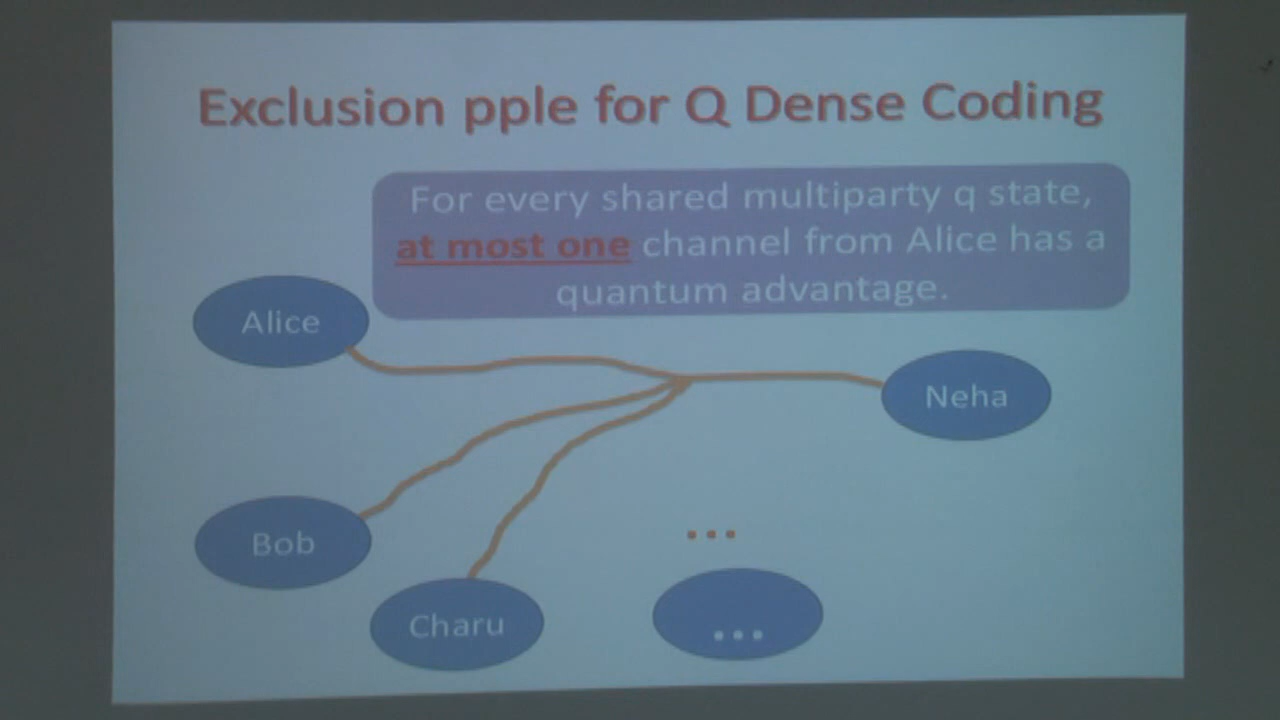 Exclusion pple for Q Dense Coding
For every shared multiparty q state,
at most one channel from Alice has a
quantum advantage.
Alice
Neha
Bob
...
Charu
...